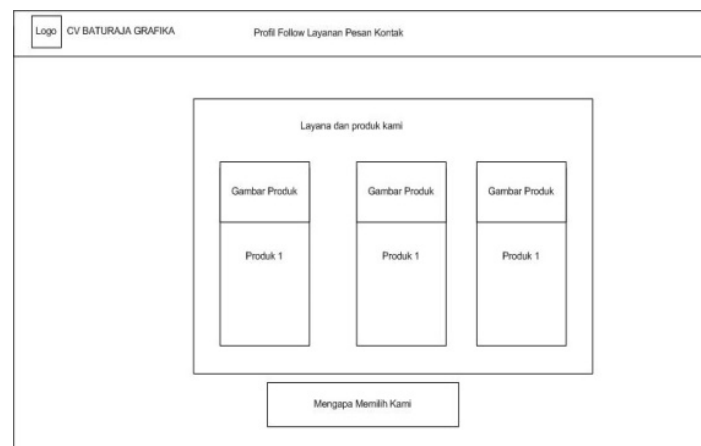 Logo CV BATURAJA GRAFIKA Profil Follow Layanan Pesan Kontak
Layana dan produk kami
Gambar Produk Gambar Produk Gambar Produk
Produk 1 Produk 1 Produk 1
Mengapa Memilih Kami